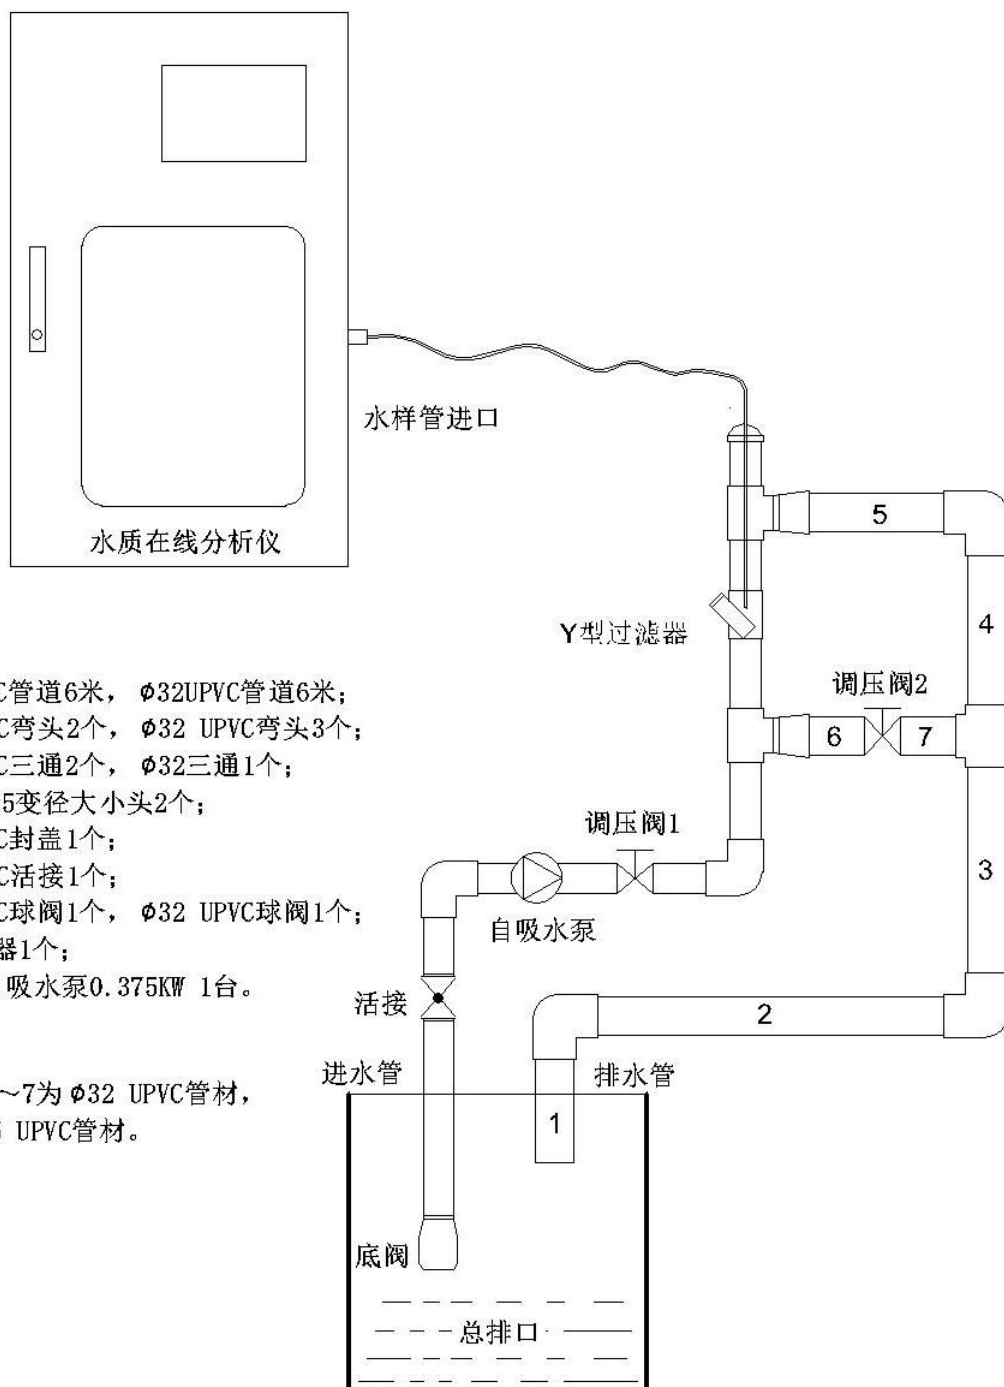 水质在线分析仪
水样管进口
5
4
Y型过滤器
调压阀2
6
7
C管道6米， Φ32UPVC管道6米；
C弯头2个， Φ32 UPVC弯头3个；
C三通2个， Φ32三通1个；
5变径大小头2个；
C封盖1个；
C活接1个；
C球阀1个， Φ32 UPVC球阀1个；
器1个；
吸水泵0.375KW 1台。
调压阀1
3
自吸水泵
活接
2
进水管
排水管
～7为Φ32 UPVC管材，
UPVC管材。
1
底阀
总排口